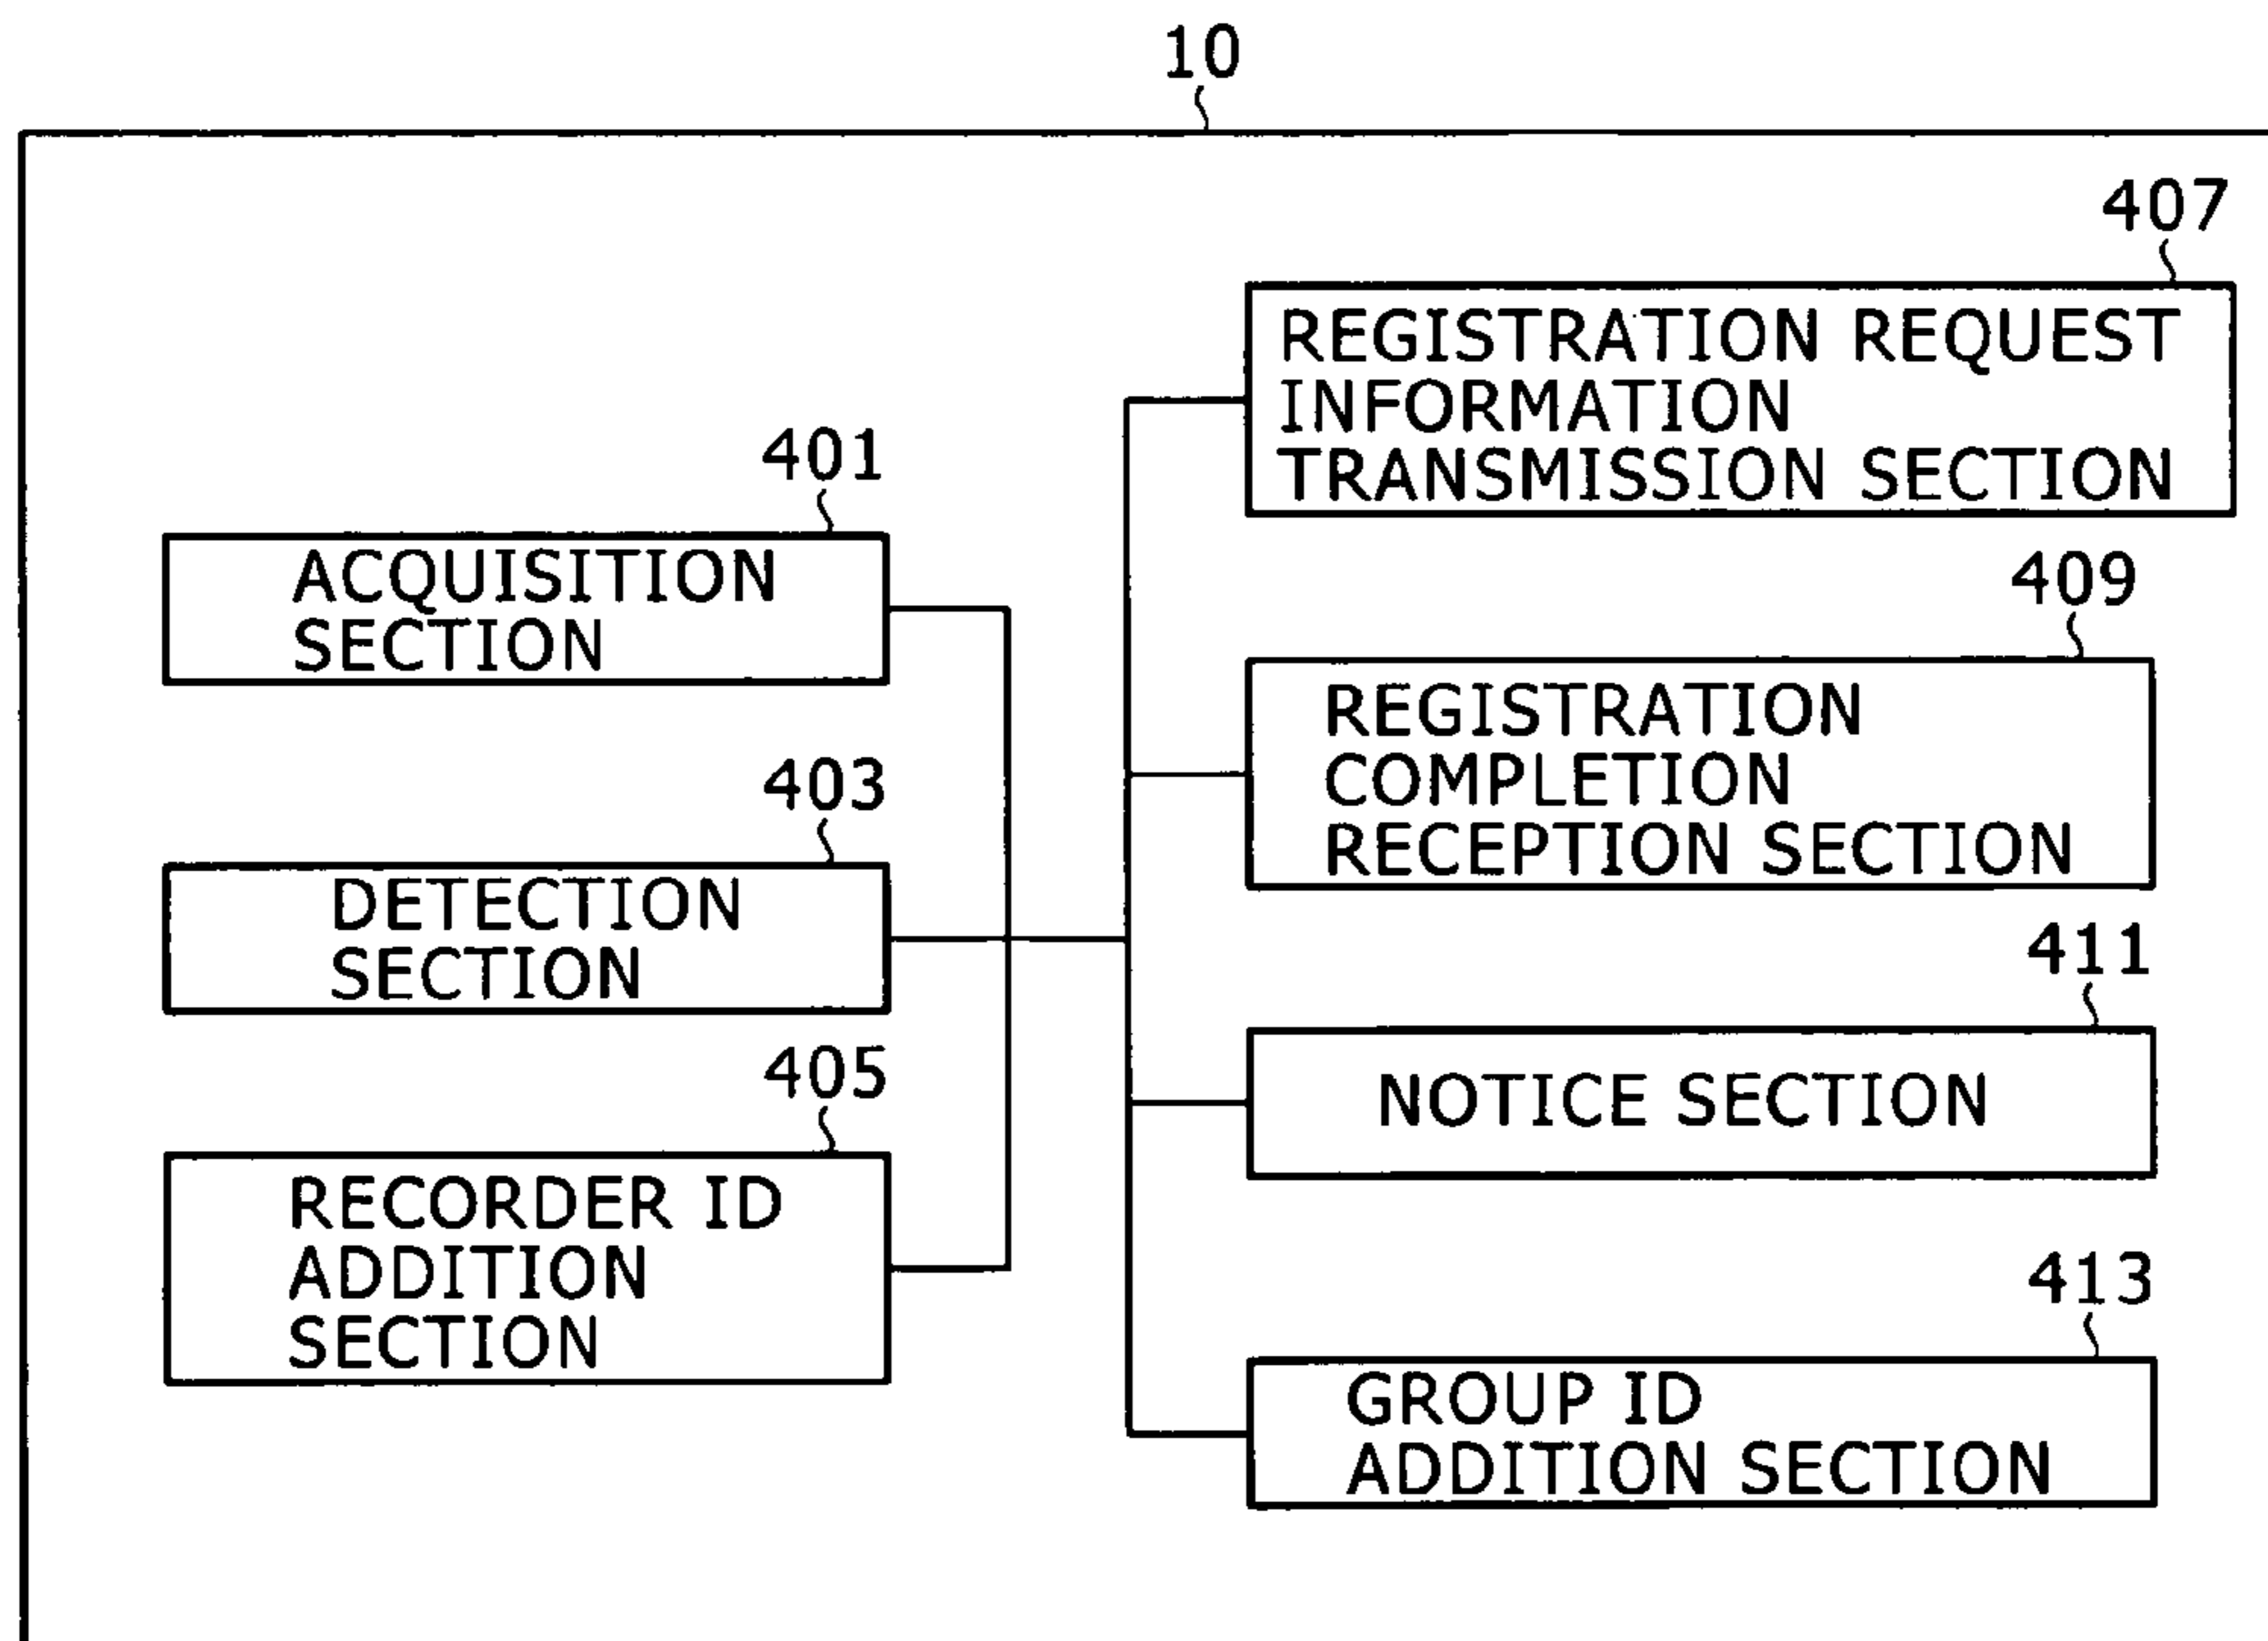 10
401
ACQUISITION
SECTION
403
DETECTION
SECTION
405
RECORDER ID
ADDITION
SECTION
407
REGISTRATION REQUEST
INFORMATION
TRANSMISSION SECTION
409
REGISTRATION
COMPLETION
RECEPTION SECTION
411
NOTICE SECTION
413
GROUP ID
ADDITION SECTION